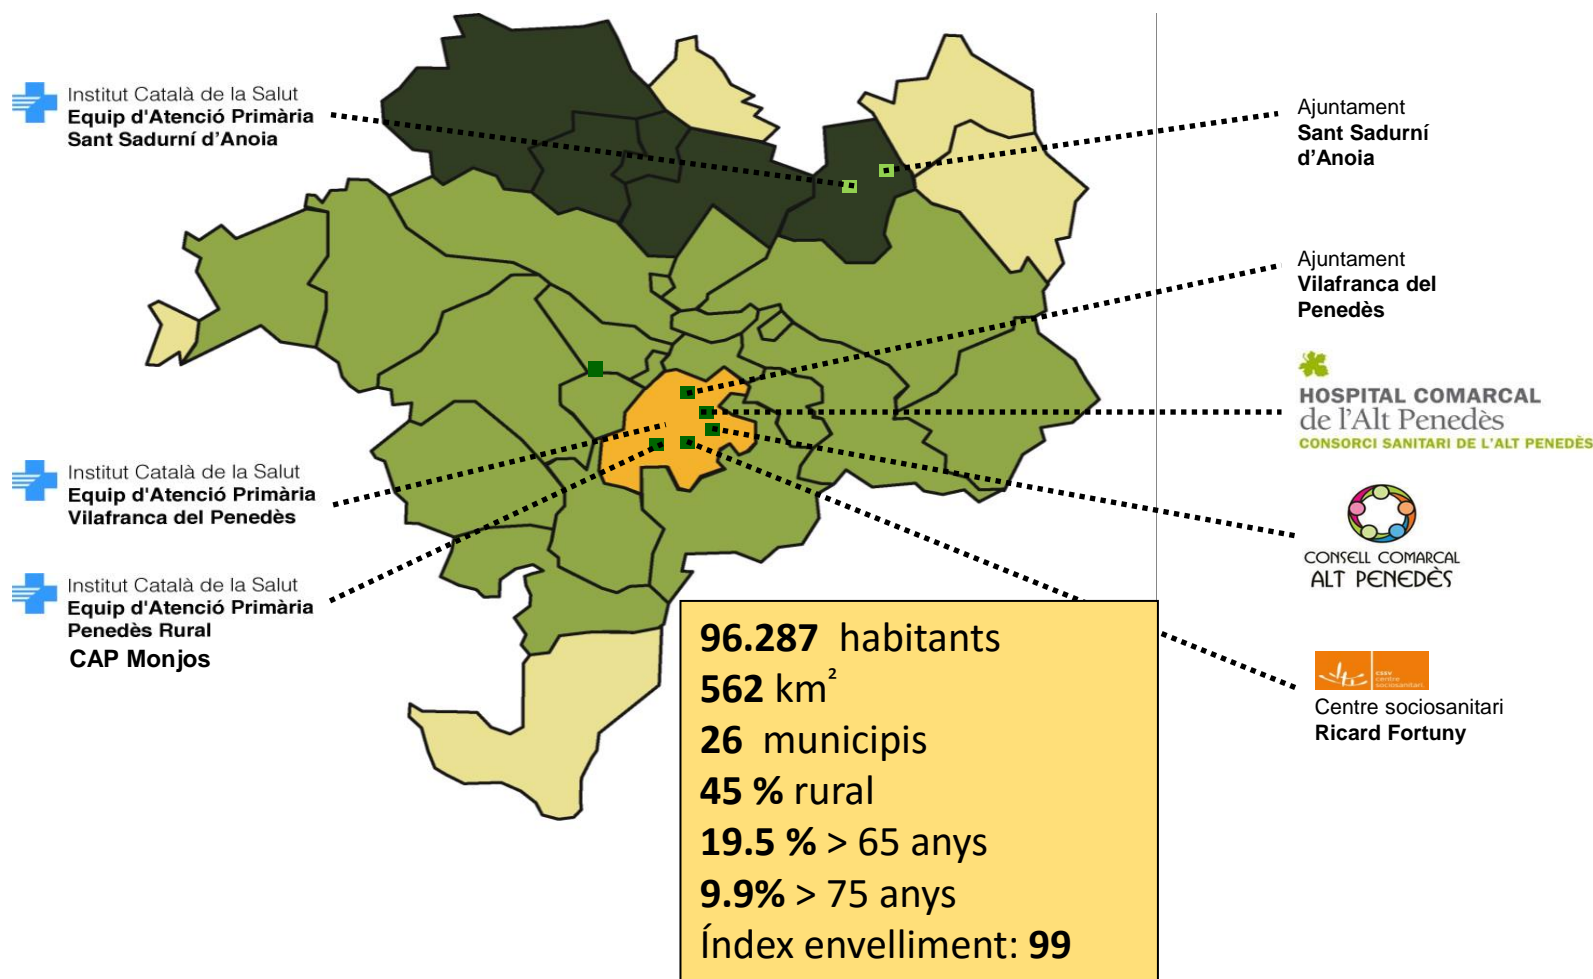 Institut Català de la Salut
Equip d'Atenció Primària
Sant Sadurní d'Anoia
Ajuntament
Sant Sadurní
d'Anoia
Ajuntament
Vilafranca del
Penedès
HOSPITAL COMARCAL
de l'Alt Penedès
CONSORCI SANITARI DE L'ALT PENEDÈS
Institut Català de la Salut
Equip d'Atenció Primària
Vilafranca del Penedès
CONSELL COMARCAL
ALT PENEDÈS
Institut Català de la Salut
Equip d'Atenció Primària
Penedès Rural
CAP Monjos
96.287 habitants
562 km²
26 municipis
45 % rural
19.5 % > 65 anys
9.9% > 75 anys
Índex envelliment: 99
cssv
centre
sociosanitari
Centre sociosanitari
Ricard Fortuny